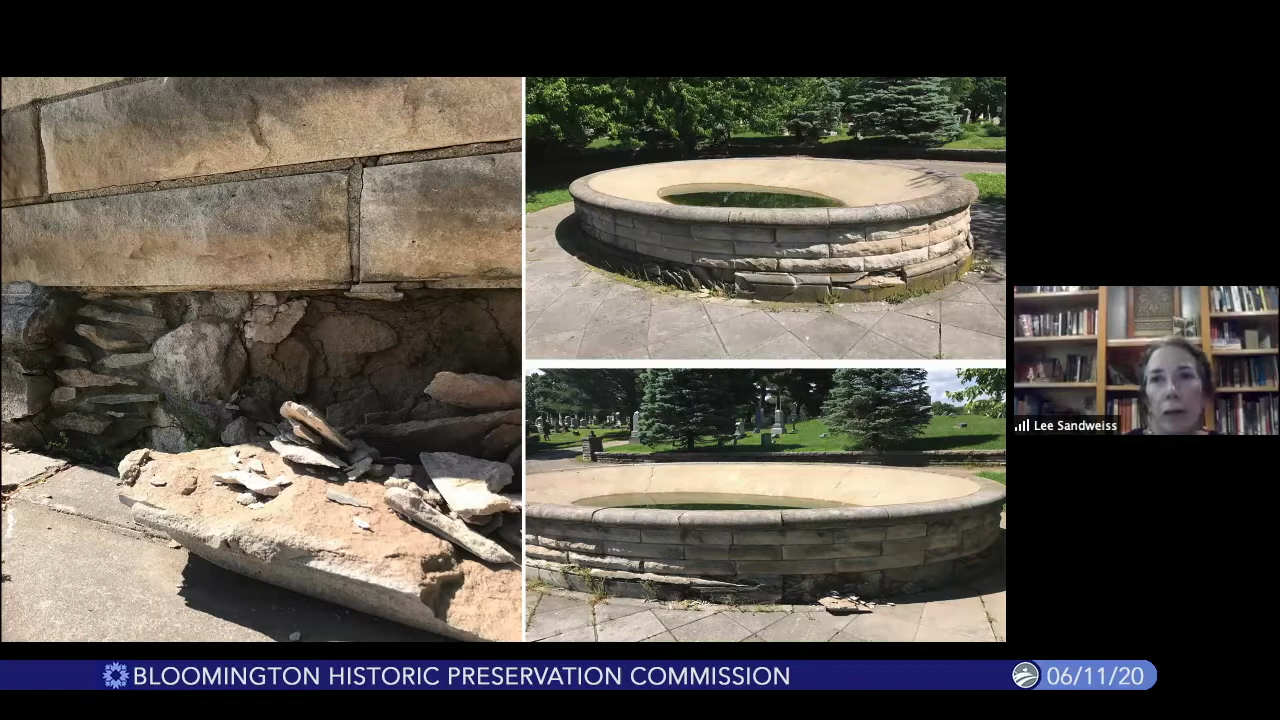 Lee Sandweiss
BLOOMINGTON HISTORIC PRESERVATION COMMISSION
06/11/20